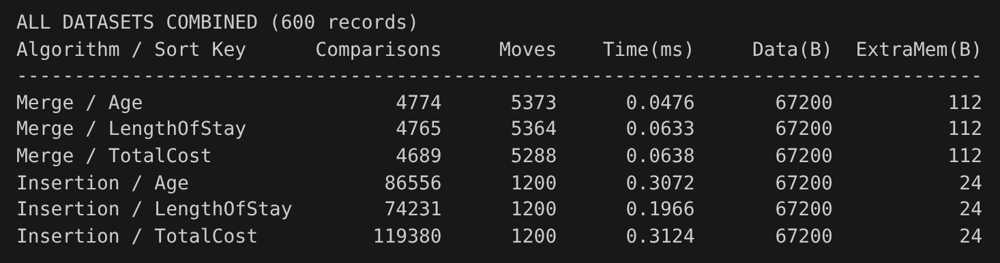 ALL DATASETS COMBINED (600 records)
Algorithm / Sort Key      Comparisons     Moves    Time(ms)     Data(B)  ExtraMem(B)
------------------------------------------------------------------------------------
Merge / Age                      4774      5373      0.0476       67200          112
Merge / LengthOfStay             4765      5364      0.0633       67200          112
Merge / TotalCost                4689      5288      0.0638       67200          112
Insertion / Age                 86556      1200      0.3072       67200           24
Insertion / LengthOfStay        74231      1200      0.1966       67200           24
Insertion / TotalCost          119380      1200      0.3124       67200           24